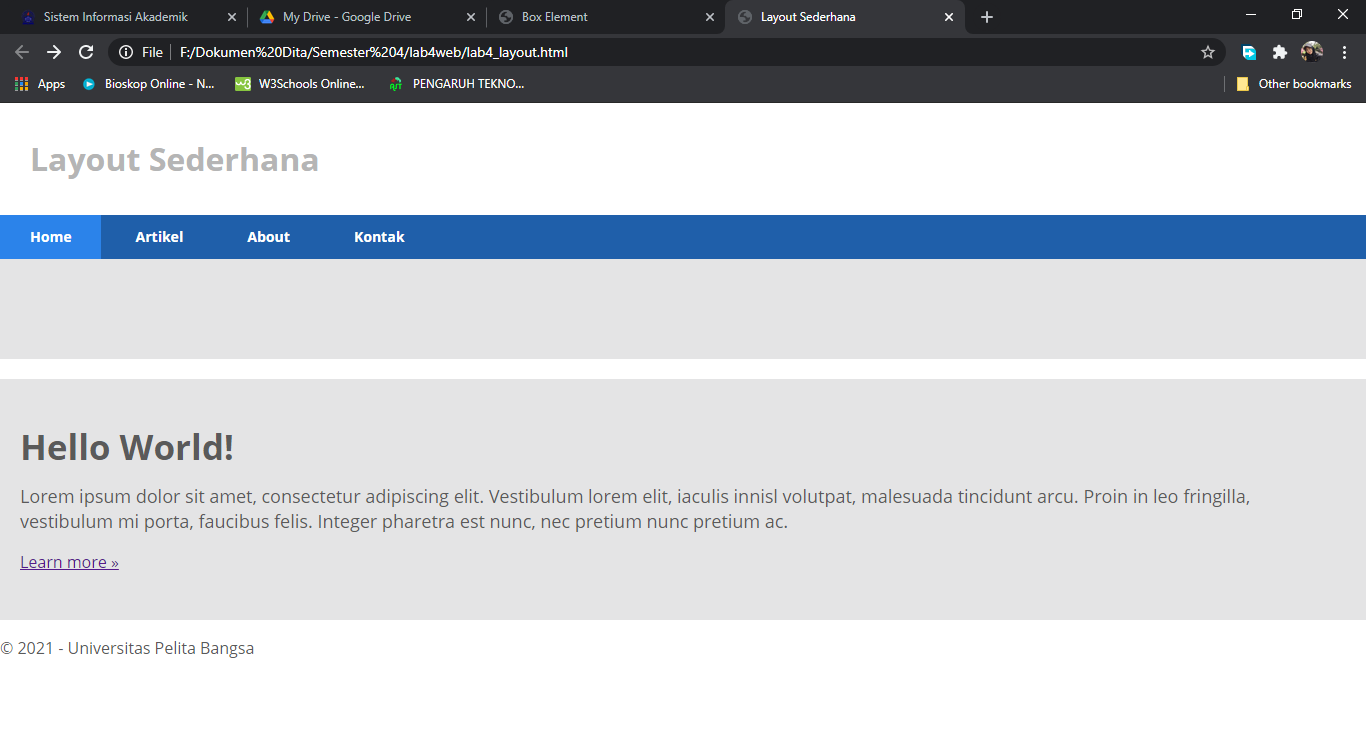 Sistem Informasi Akademik
My Drive - Google Drive
Box Element
Layout Sederhana
File
F:/Dokumen%20Dita/Semester%204/lab4web/lab4_layout.html
Apps
Bioskop Online - N...
W3Schools Online...
PENGARUH TEKNO...
Other bookmarks
Layout Sederhana
Home Artikel About Kontak
Hello World!
Lorem ipsum dolor sit amet, consectetur adipiscing elit. Vestibulum lorem elit, iaculis innisl volutpat, malesuada tincidunt arcu. Proin in leo fringilla,
vestibulum mi porta, faucibus felis. Integer pharetra est nunc, nec pretium nunc pretium ac.
Learn more »
© 2021 - Universitas Pelita Bangsa